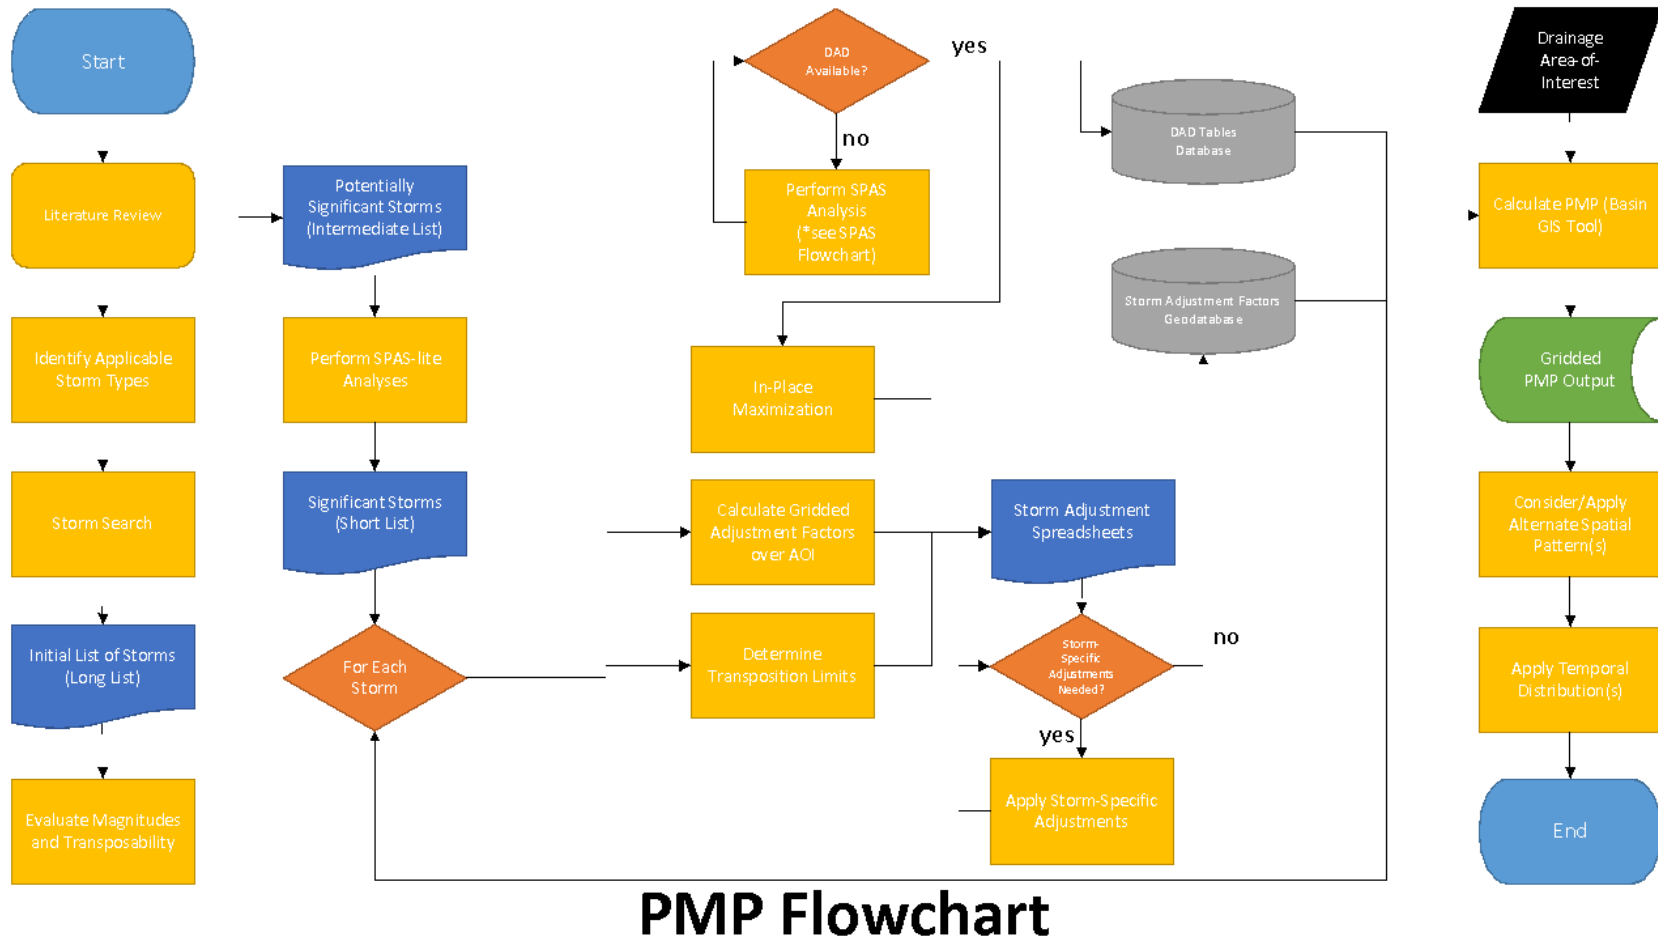 Start
Literature Review
Identify Applicable
Storm Types
Storm Search
Initial List of Storms
(Long List)
Evaluate Magnitudes
and Transposability
Potentially
Significant Storms
(Intermediate List)
Perform SPAS-lite
Analyses
Significant Storms
(Short List)
For Each
Storm
DAD
Available?
yes
no
Perform SPAS
Analysis
(*see SPAS
Flowchart)
In-Place
Maximization
Calculate Gridded
Adjustment Factors
over AOI
Determine
Transposition Limits
Storm Adjustment
Spreadsheets
Storm-
Specific
Adjustments
Needed?
no
yes
Apply Storm-Specific
Adjustments
DAD Tables
Database
Storm Adjustment Factors
Geodatabase
Drainage
Area-of-
Interest
Calculate PMP (Basin
GIS Tool)
Gridded
PMP Output
Consider/Apply
Alternate Spatial
Pattern(s)
Apply Temporal
Distribution(s)
End
PMP Flowchart